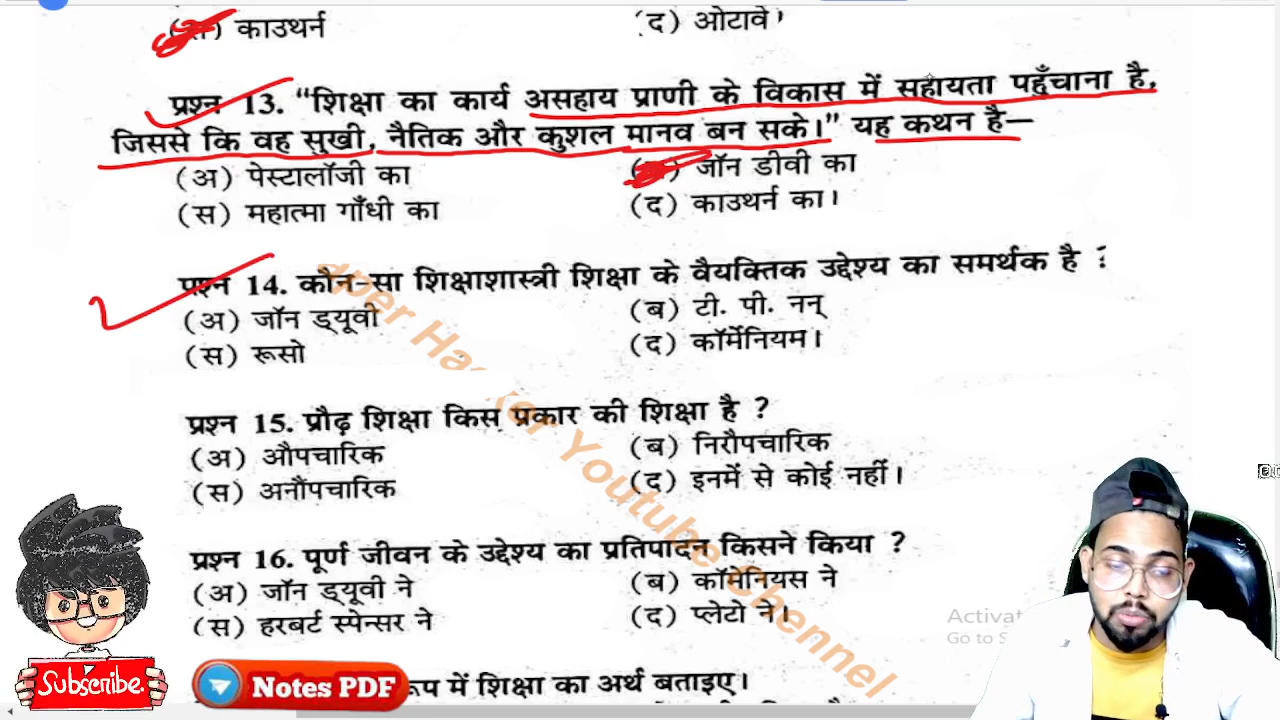 काउथर्न
(द) ओटावे।
प्रश्न 13. “शिक्षा का कार्य असहाय प्राणी के विकास में सहायता पहुँचाना है,
जिससे कि वह सुखी, नैतिक और कुशल मानव बन सके।” यह कथन है—
(अ) पेस्टालॉजी का
जॉन डीवी का
(स) महात्मा गाँधी का
(द) काउथर्न का।
प्रश्न 14. कौन-सा शिक्षाशास्त्री शिक्षा के वैयक्तिक उद्देश्य का समर्थक है ?
(अ) जॉन ड्यूवी
(ब) टी. पी. नन्
(स) रूसो
(द) कॉर्मेनियम।
प्रश्न 15. प्रौढ़ शिक्षा किस प्रकार की शिक्षा है ?
(अ) औपचारिक
(ब) निरौपचारिक
(स) अनौपचारिक
(द) इनमें से कोई नहीं।
प्रश्न 16. पूर्ण जीवन के उद्देश्य का प्रतिपादन किसने किया ?
(अ) जॉन ड्यूवी ने
(ब) कॉमेनियस ने
(स) हरबर्ट स्पेन्सर ने
(द) प्लेटो ने।
रूप में शिक्षा का अर्थ बताइए।
Youtube Chennel
Subscribe.
Notes PDF
Go to S